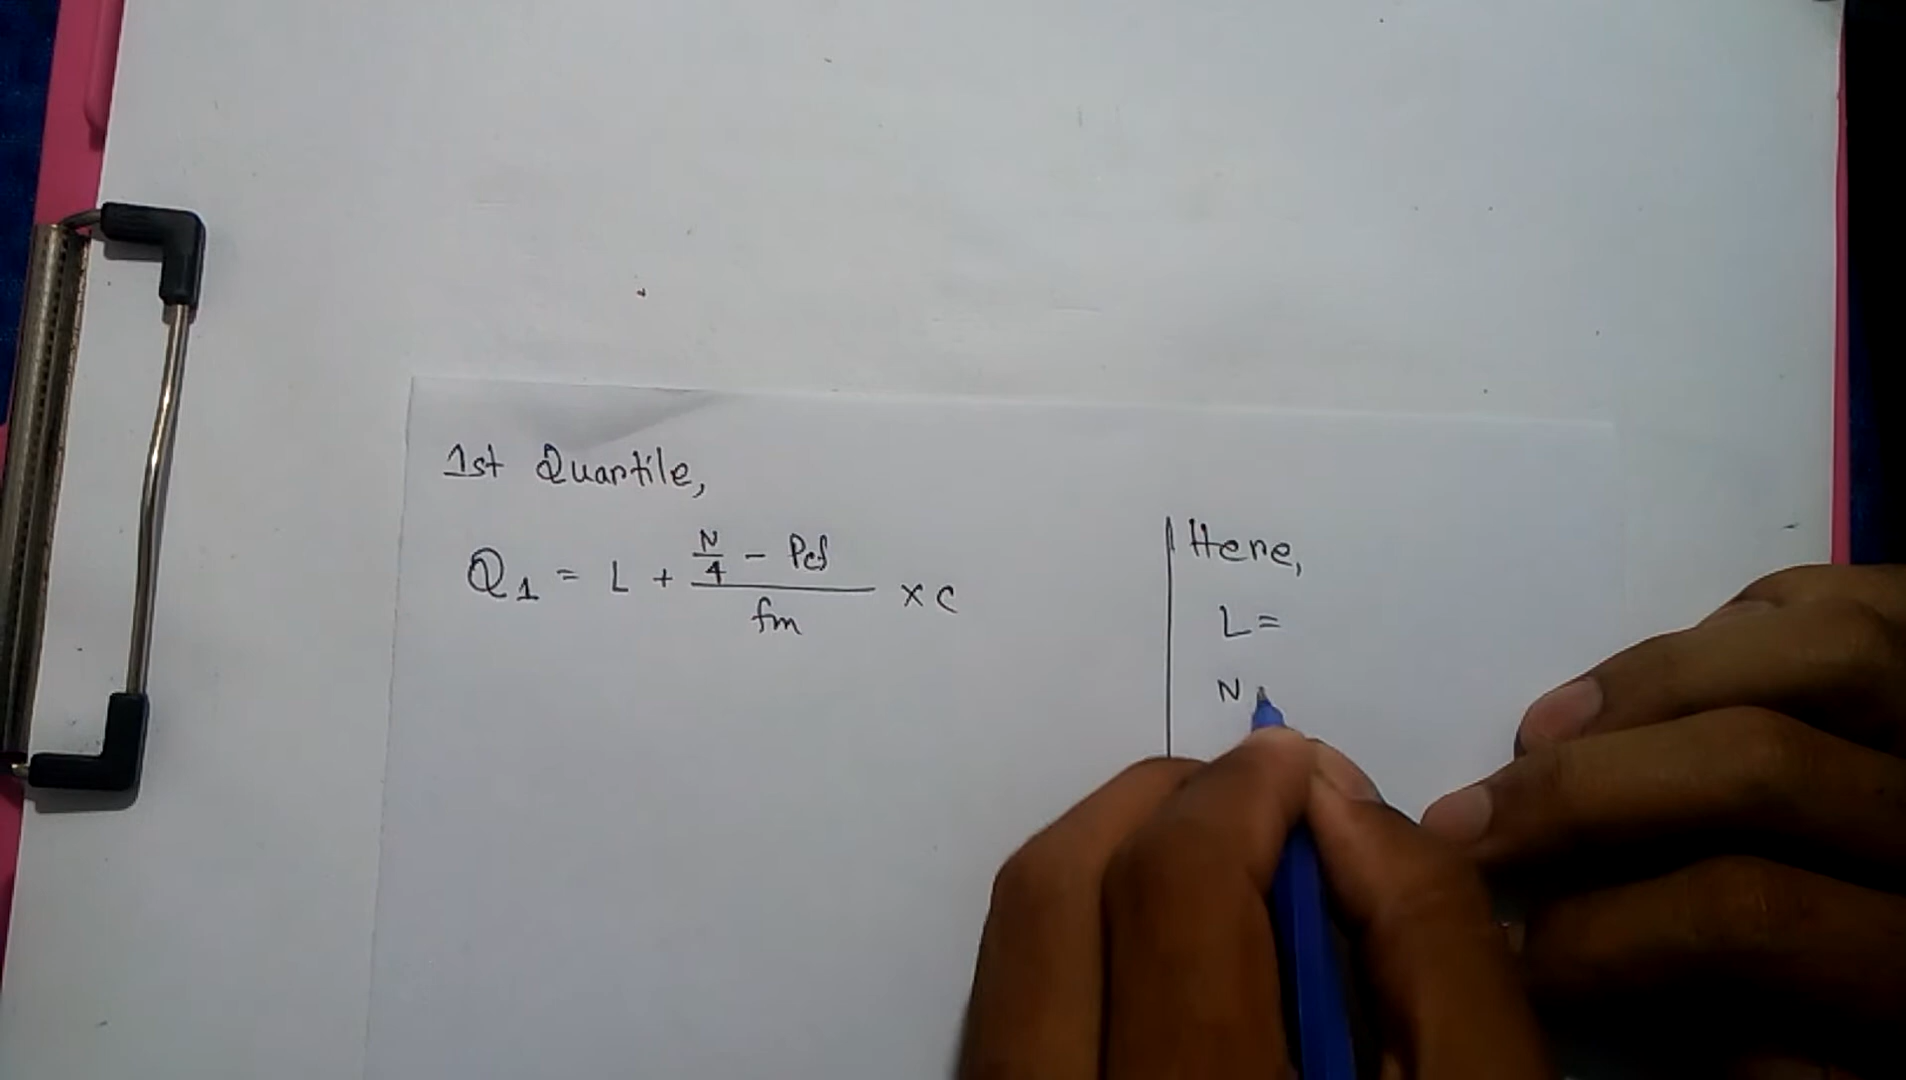 1st Quartile,
Q1 = L + (N/4 - Pcf)/fm × c
Here,
L =
N